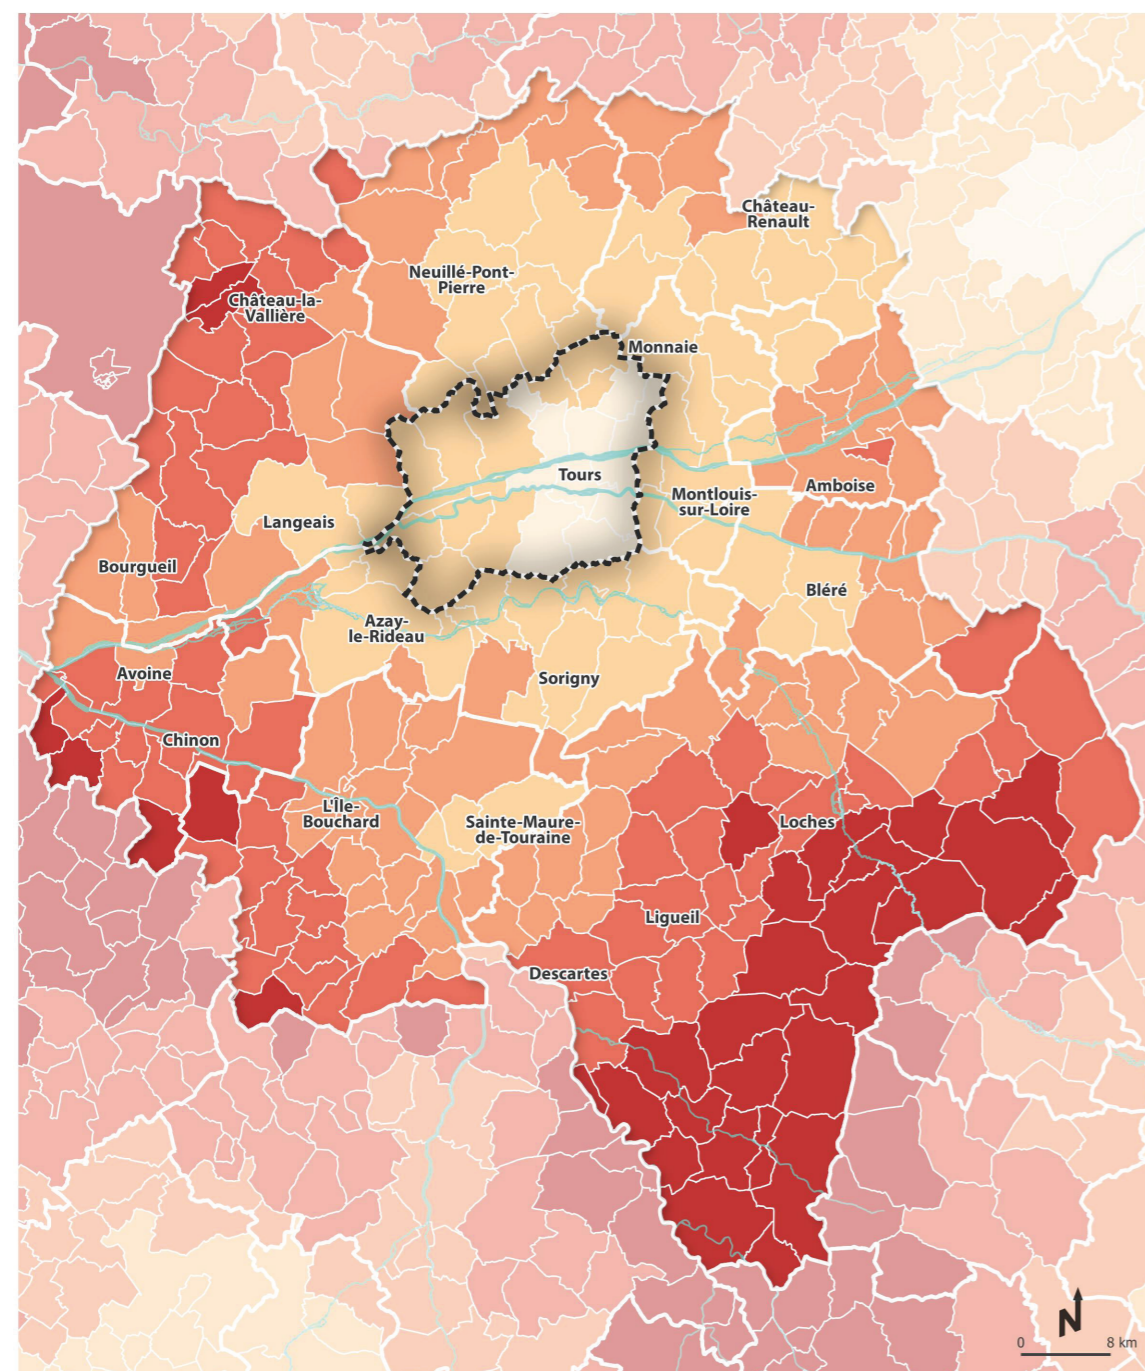 Château-
Renault
Neuillé-Pont-
Pierre
Château-la-
Vallière
Monnaie
Tours
Amboise
Montlouis-
sur-Loire
Langeais
Bourgueil
Bléré
Azay-
le-Rideau
Avoine
Sorigny
Chinon
L'Île-
Bouchard
Sainte-Maure-
de-Touraine
Loches
Ligueil
Descartes
N
0 8 km